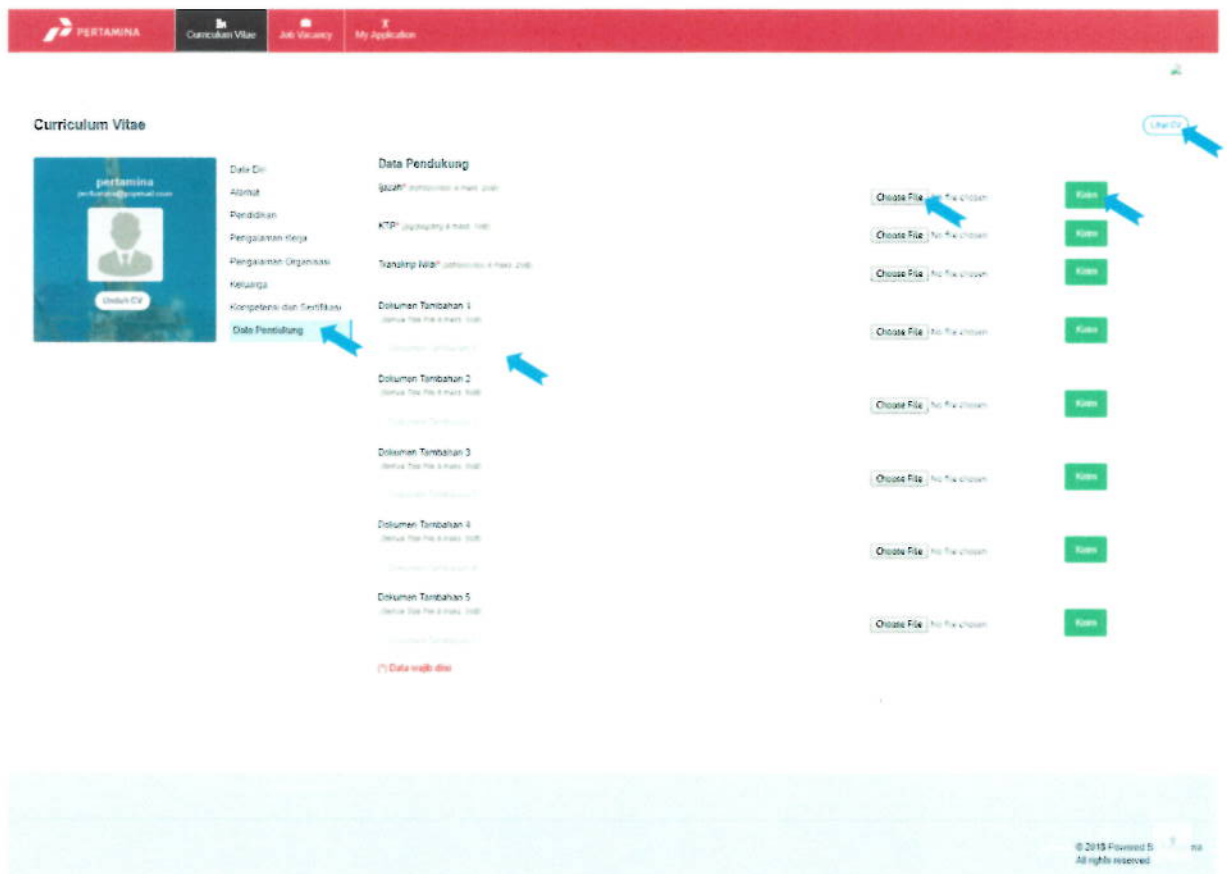 PERTAMINA
Curriculum Vitae
Job Vacancy
My Application
Curriculum Vitae
Lihat CV
pertamina
Unduh CV
Data Diri
Alamat
Pendidikan
Pengalaman Kerja
Pengalaman Organisasi
Keluarga
Kompetensi dan Sertifikasi
Data Pendukung
Data Pendukung
Ijazah*
Choose File No file chosen
Kirim
KTP*
Choose File No file chosen
Kirim
Transkrip Nilai*
Choose File No file chosen
Kirim
Dokumen Tambahan 1
Choose File No file chosen
Kirim
Dokumen Tambahan 2
Choose File No file chosen
Kirim
Dokumen Tambahan 3
Choose File No file chosen
Kirim
Dokumen Tambahan 4
Choose File No file chosen
Kirim
Dokumen Tambahan 5
Choose File No file chosen
Kirim
(*) Data wajib diisi
Powered
All rights reserved